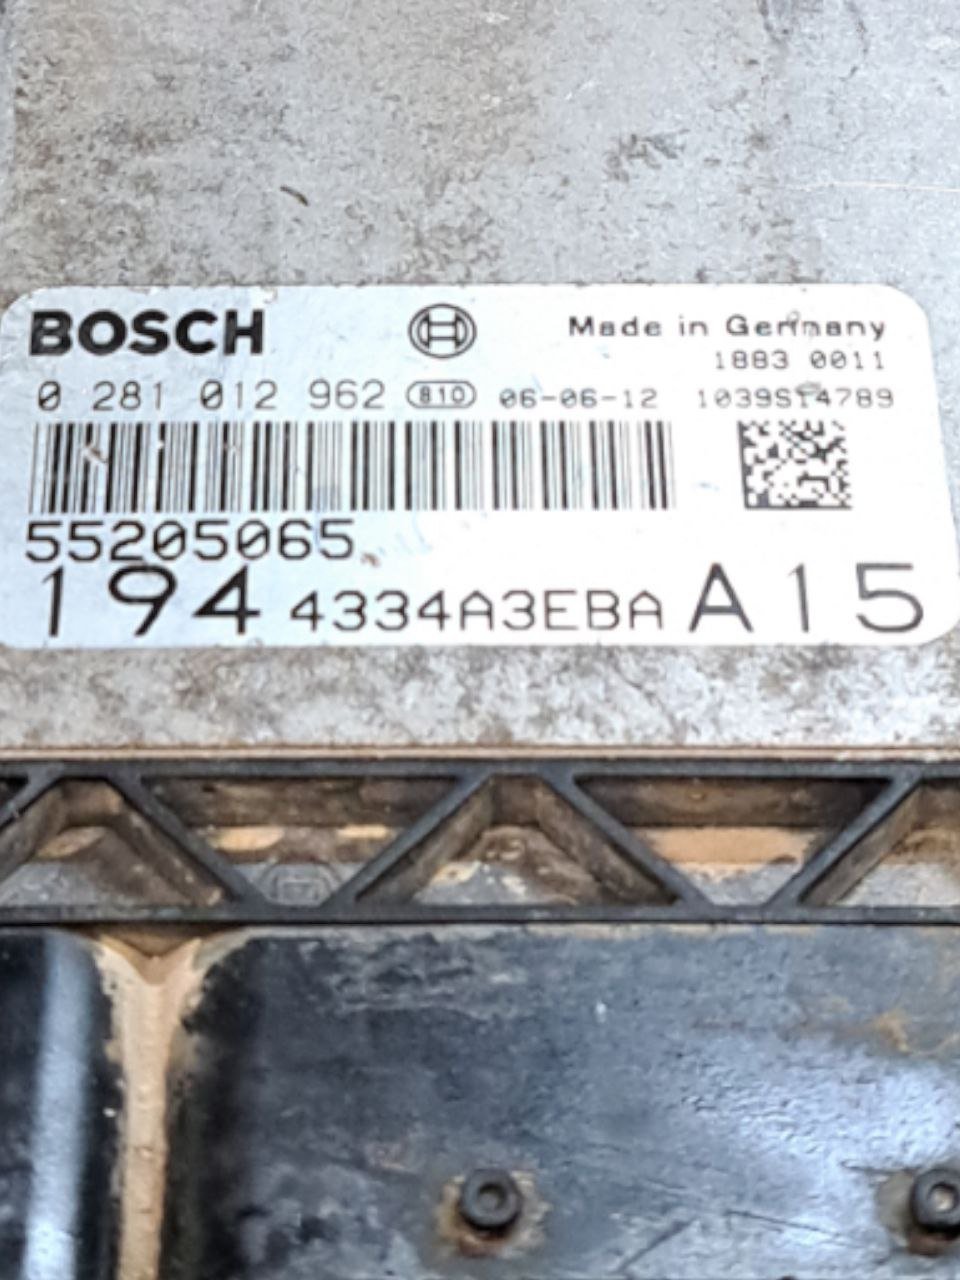 BOSCH Made in Germany
1883 0011
0 281 012 962 810 06-06-12 1039S14789
55205065
194 4334A3EBA A15